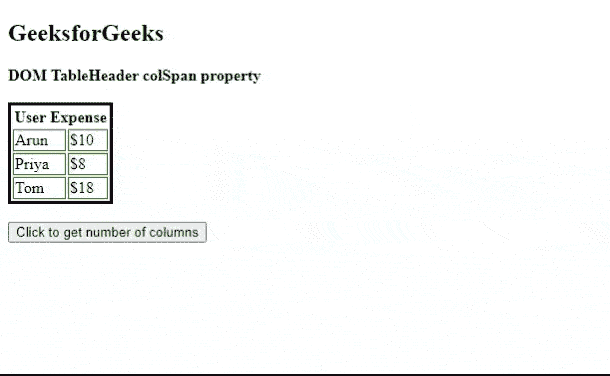 GeeksforGeeks
DOM TableHeader colSpan property
User Expense
Arun $10
Priya $8
Tom $18
Click to get number of columns